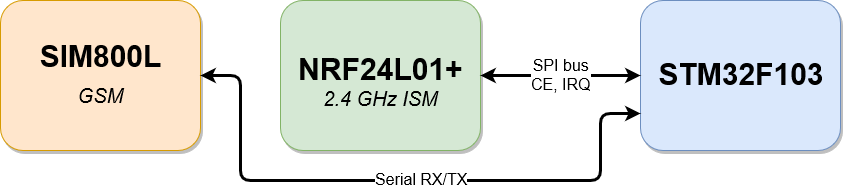 SIM800L
GSM
NRF24L01+
2.4 GHz ISM
SPI bus
CE, IRQ
STM32F103
Serial RX/TX